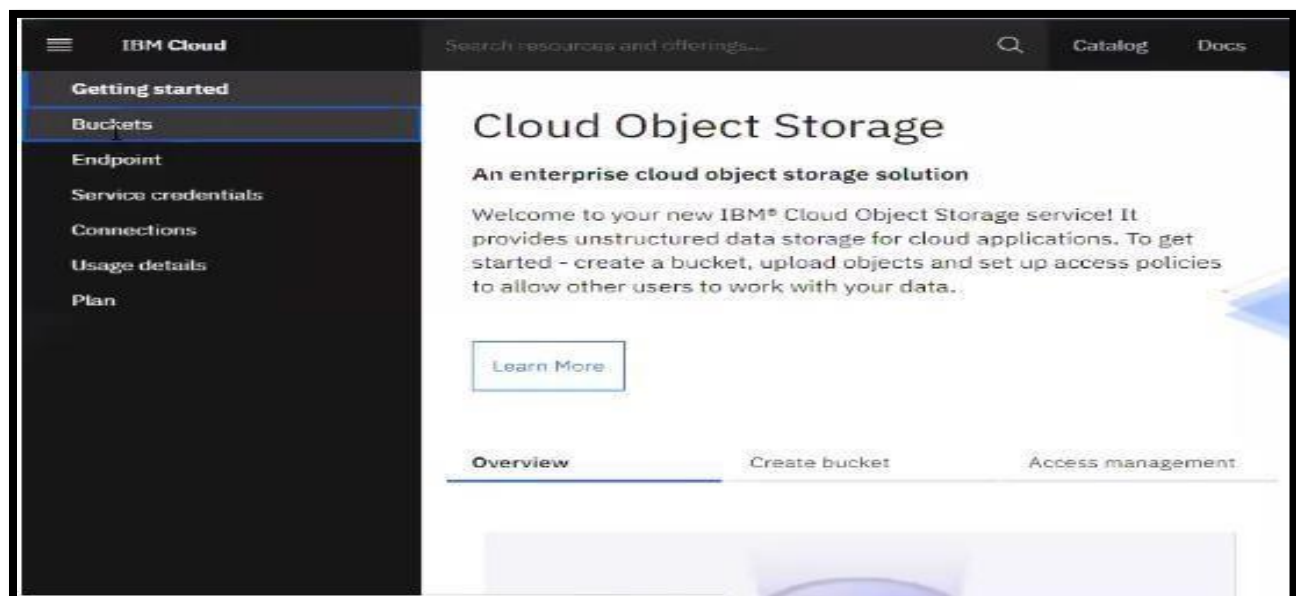 IBM Cloud
Search resources and offerings...
Catalog
Docs
Getting started
Buckets
Endpoint
Service credentials
Connections
Usage details
Plan
Cloud Object Storage
An enterprise cloud object storage solution
Welcome to your new IBM® Cloud Object Storage service! It
provides unstructured data storage for cloud applications. To get
started - create a bucket, upload objects and set up access policies
to allow other users to work with your data.
Learn More
Overview
Create bucket
Access management